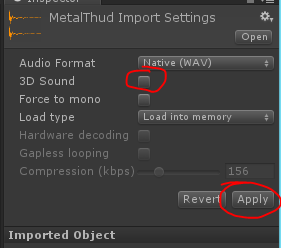 MetalThud Import Settings
Open
Audio Format Native (WAV)
3D Sound
Force to mono
Load type Load into memory
Hardware decoding
Gapless looping
Compression (kbps) 156
Revert Apply
Imported Object